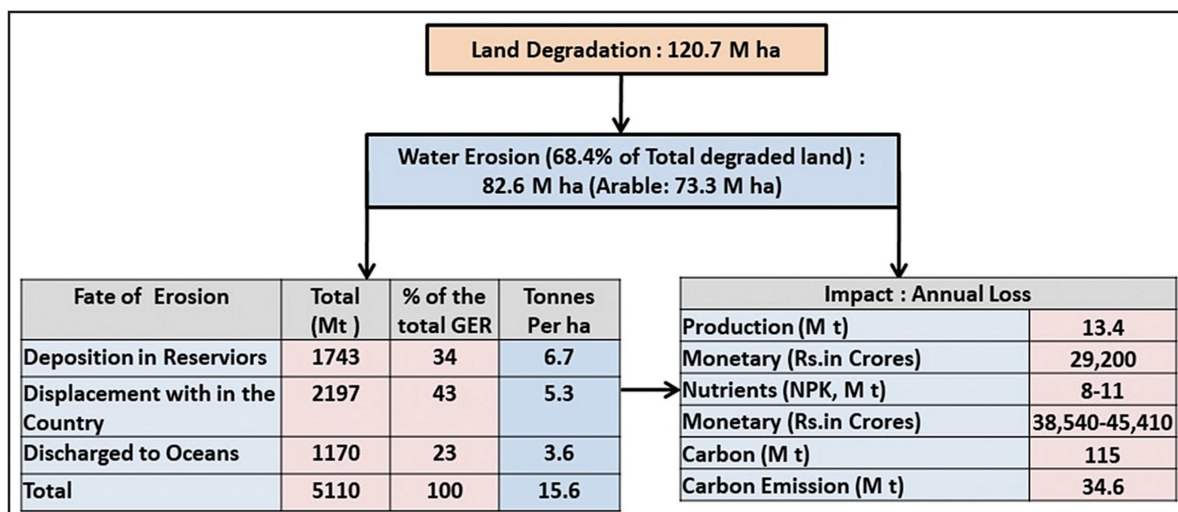 Land Degradation : 120.7 M ha
Water Erosion (68.4% of Total degraded land) :
82.6 M ha (Arable: 73.3 M ha)
Fate of Erosion Total (Mt ) % of the total GER Tonnes Per ha
Deposition in Reserviors 1743 34 6.7
Displacement with in the Country 2197 43 5.3
Discharged to Oceans 1170 23 3.6
Total 5110 100 15.6
Impact : Annual Loss
Production (M t) 13.4
Monetary (Rs.in Crores) 29,200
Nutrients (NPK, M t) 8-11
Monetary (Rs.in Crores) 38,540-45,410
Carbon (M t) 115
Carbon Emission (M t) 34.6